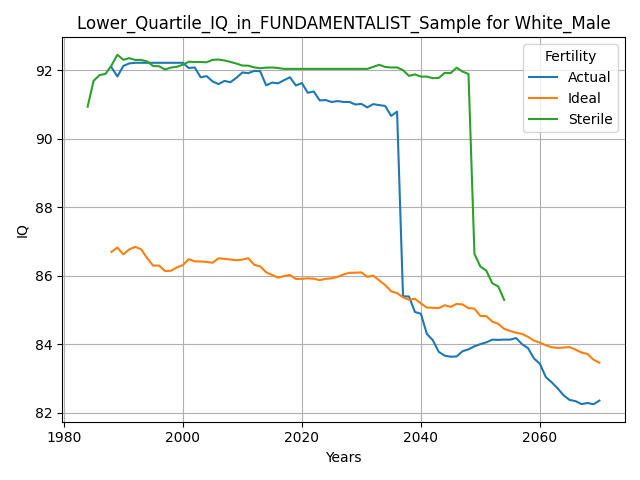 Lower_Quartile_IQ_in_FUNDAMENTALIST_Sample for White_Male
Fertility
Actual
Ideal
Sterile
IQ
92
90
88
86
84
82
1980
2000
2020
2040
2060
Years